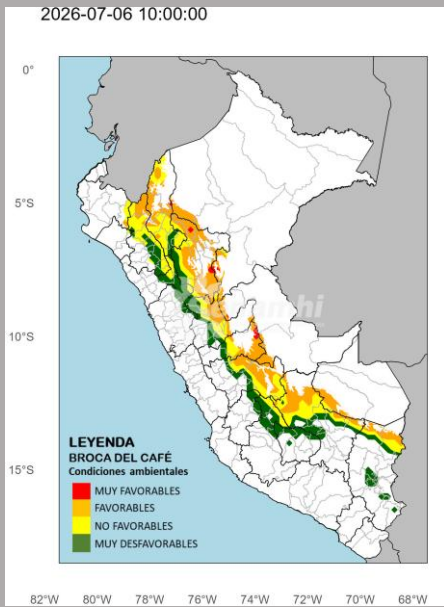 2026-07-06 10:00:00
0°
5°S
10°S
15°S
senamhi
LEYENDA
BROCA DEL CAFÉ
Condiciones ambientales
MUY FAVORABLES
FAVORABLES
NO FAVORABLES
MUY DESFAVORABLES
82°W 80°W 78°W 76°W 74°W 72°W 70°W 68°W